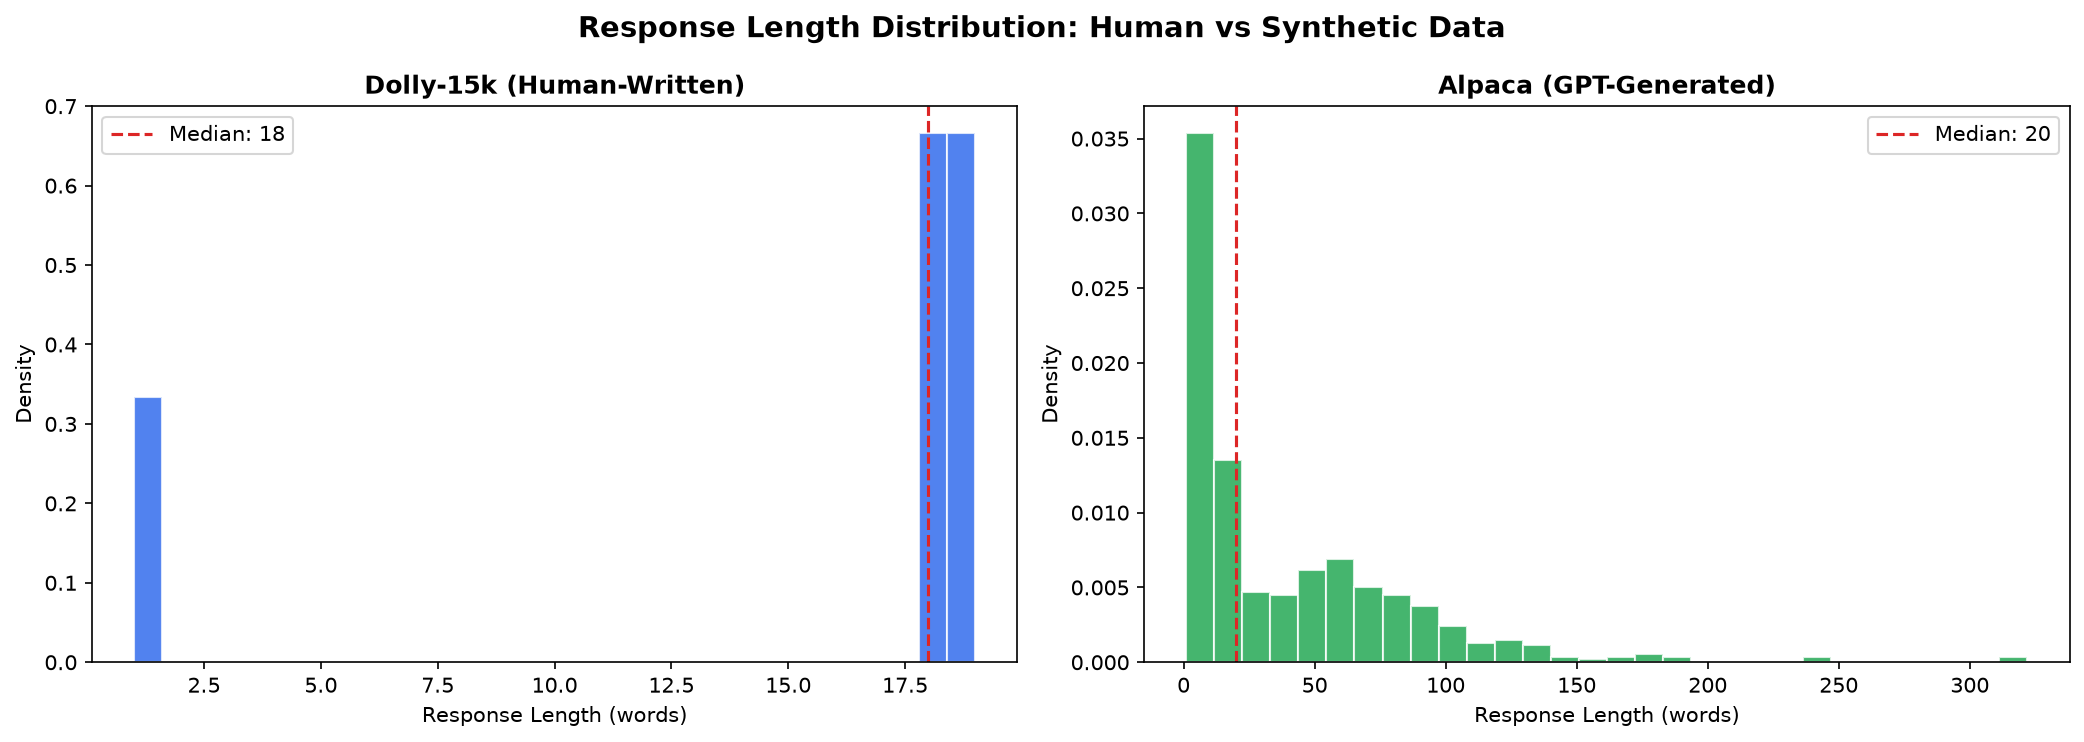 Response Length Distribution: Human vs Synthetic Data
Dolly-15k (Human-Written)
Median: 18
0.7
0.6
0.5
0.4
0.3
0.2
0.1
0.0
Density
2.5 5.0 7.5 10.0 12.5 15.0 17.5
Response Length (words)
Alpaca (GPT-Generated)
Median: 20
0.035
0.030
0.025
0.020
0.015
0.010
0.005
0.000
Density
0 50 100 150 200 250 300
Response Length (words)